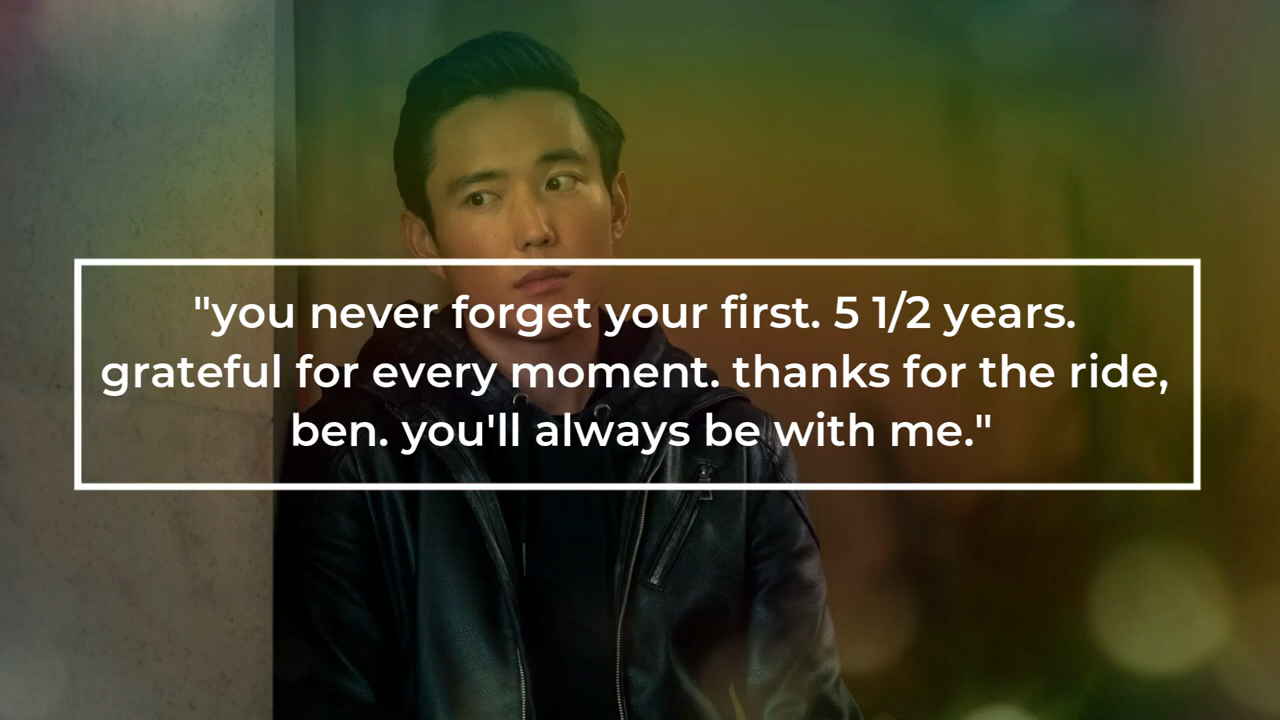 "you never forget your first. 5 1/2 years.
grateful for every moment. thanks for the ride,
ben. you'll always be with me."